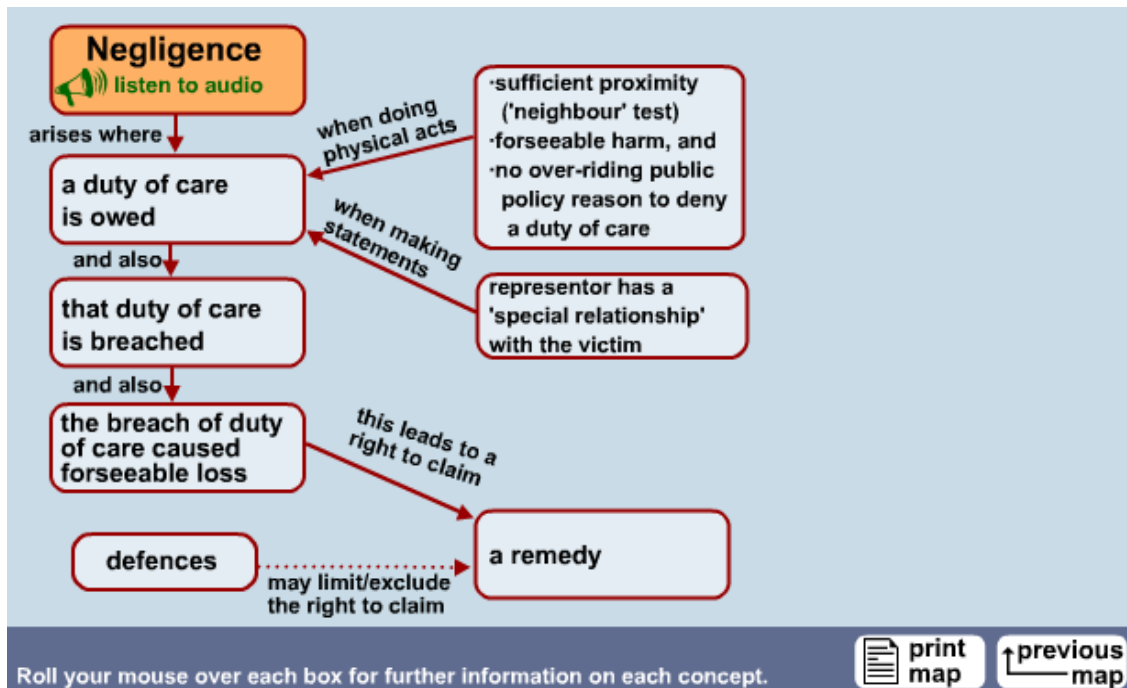 Negligence
listen to audio
arises where
a duty of care
is owed
when doing
physical acts
·sufficient proximity
('neighbour' test)
·forseeable harm, and
·no over-riding public
policy reason to deny
a duty of care
when making
statements
representor has a
'special relationship'
with the victim
and also
that duty of care
is breached
and also
the breach of duty
of care caused
forseeable loss
this leads to a
right to claim
a remedy
defences
may limit/exclude
the right to claim
Roll your mouse over each box for further information on each concept.
print
map
previous
map